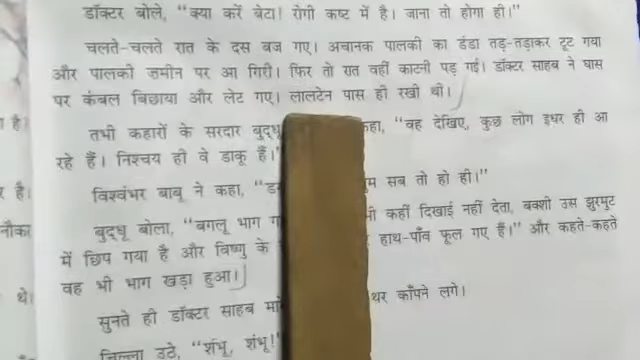 डॉक्टर बोले, “क्या करें बेटा! रोगी कष्ट में है। जाना तो होगा ही।”
चलते-चलते रात के दस बज गए। अचानक पालकी का डंडा तड़-तड़ाकर टूट गया
और पालकी ज़मीन पर आ गिरी। फिर तो रात वहीं काटनी पड़ गई। डॉक्टर साहब ने घास
पर कंबल बिछाया और लेट गए। लालटेन पास ही रखी थी।
है।
तभी कहारों के सरदार बुद्धू कहा, “वह देखिए, कुछ लोग इधर ही आ
रहे हैं। निश्चय ही वे डाकू हैं।”
है।
विश्वंभर बाबू ने कहा, सब तो हो ही।”
नौका
बुद्धू बोला, “बगलू भाग कहीं दिखाई नहीं देता, बक्शी उस झुरमुट
में छिप गया है और विष्णु के हाथ-पाँव फूल गए हैं।” और कहते-कहते
वह भी भाग खड़ा हुआ।
थे।
सुनते ही डॉक्टर साहब काँपने लगे।
चिल्ला उठे, “शंभू, शंभू!”